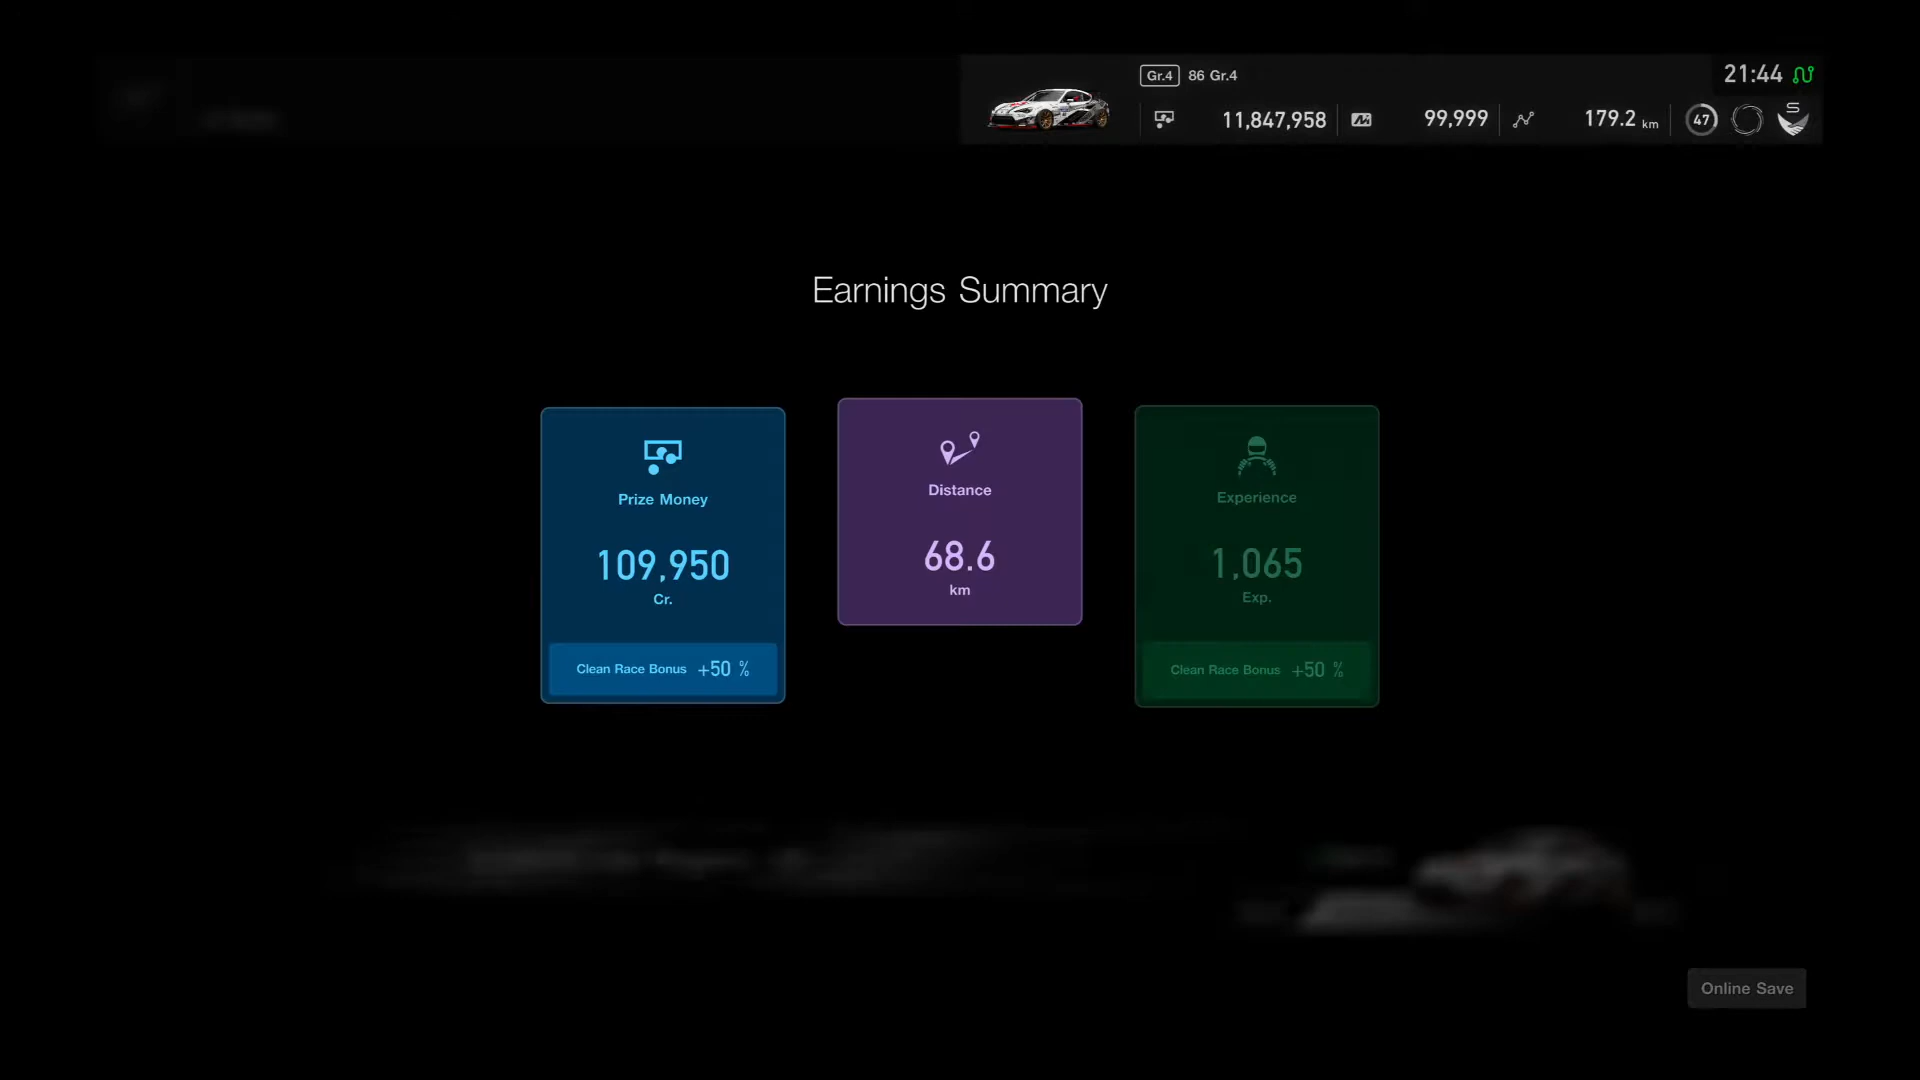 Gr.4 86 Gr.4
21:44
11,847,958
99,999
179.2 km
47
S
Earnings Summary
Prize Money
109,950
Cr.
Clean Race Bonus +50 %
Distance
68.6
km
Experience
1,065
Exp.
Clean Race Bonus +50 %
Online Save